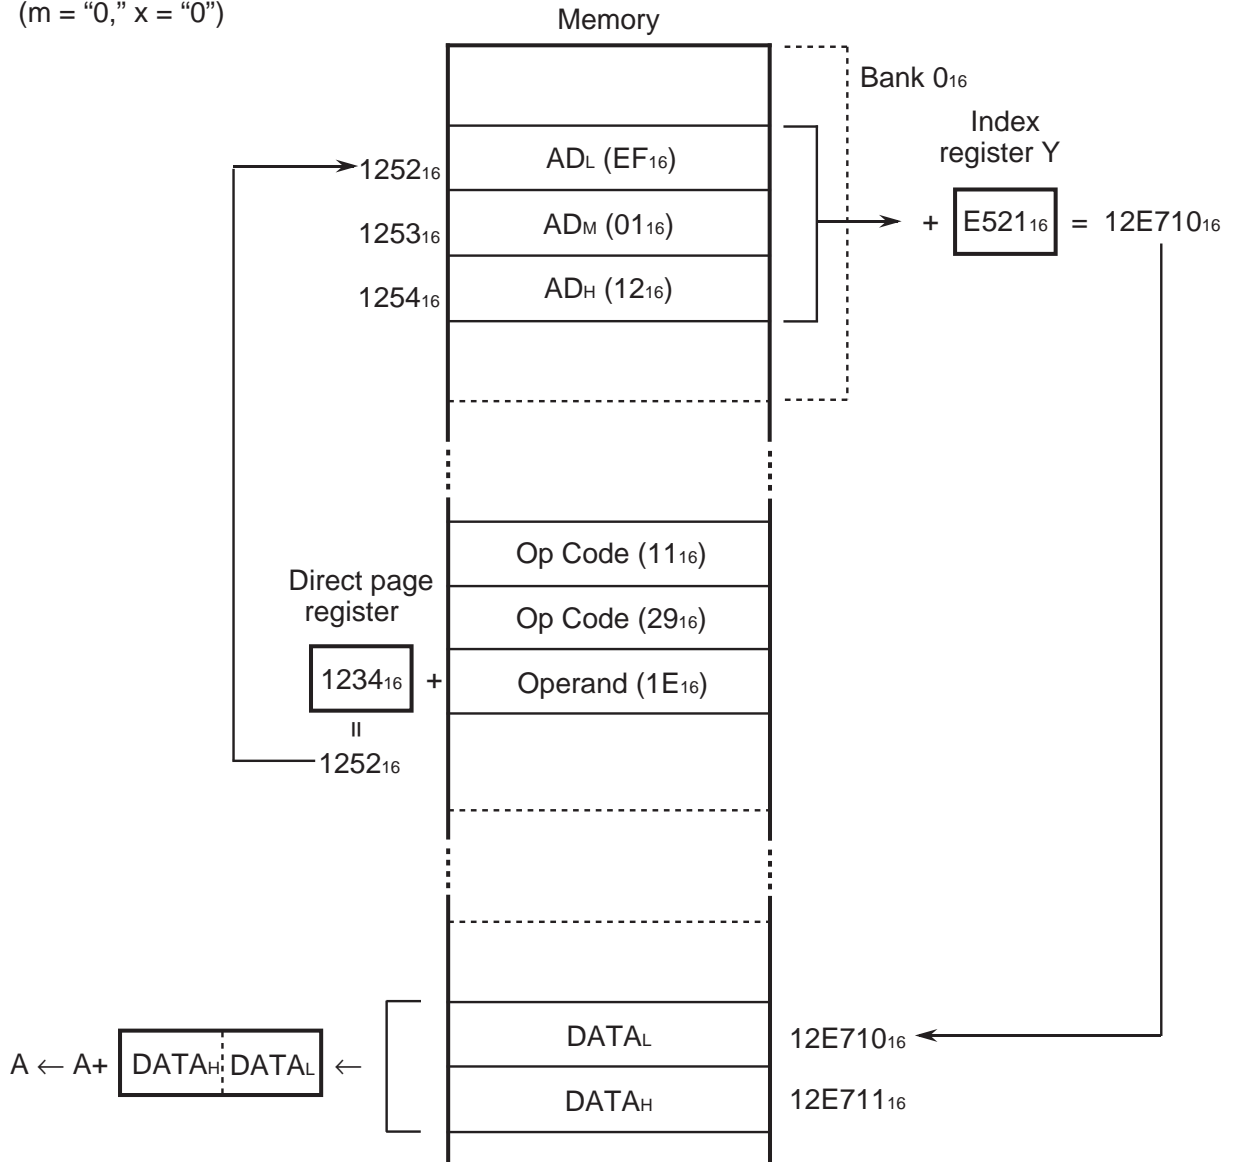 (m = “0,” x = “0”)
Memory
Bank 0₁₆
Index
register Y
1252₁₆
ADL (EF₁₆)
1253₁₆
ADM (01₁₆)
+ E521₁₆ = 12E710₁₆
1254₁₆
ADH (12₁₆)
Op Code (11₁₆)
Direct page
register
Op Code (29₁₆)
1234₁₆ +
Operand (1E₁₆)
=
1252₁₆
DATAL
12E710₁₆
A ← A+ DATAH DATAL ←
DATAH
12E711₁₆